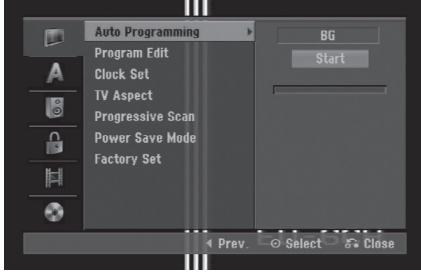 Auto Programming
BG
Program Edit
Start
Clock Set
TV Aspect
Progressive Scan
Power Save Mode
Factory Set
A
Prev.
Select
Close